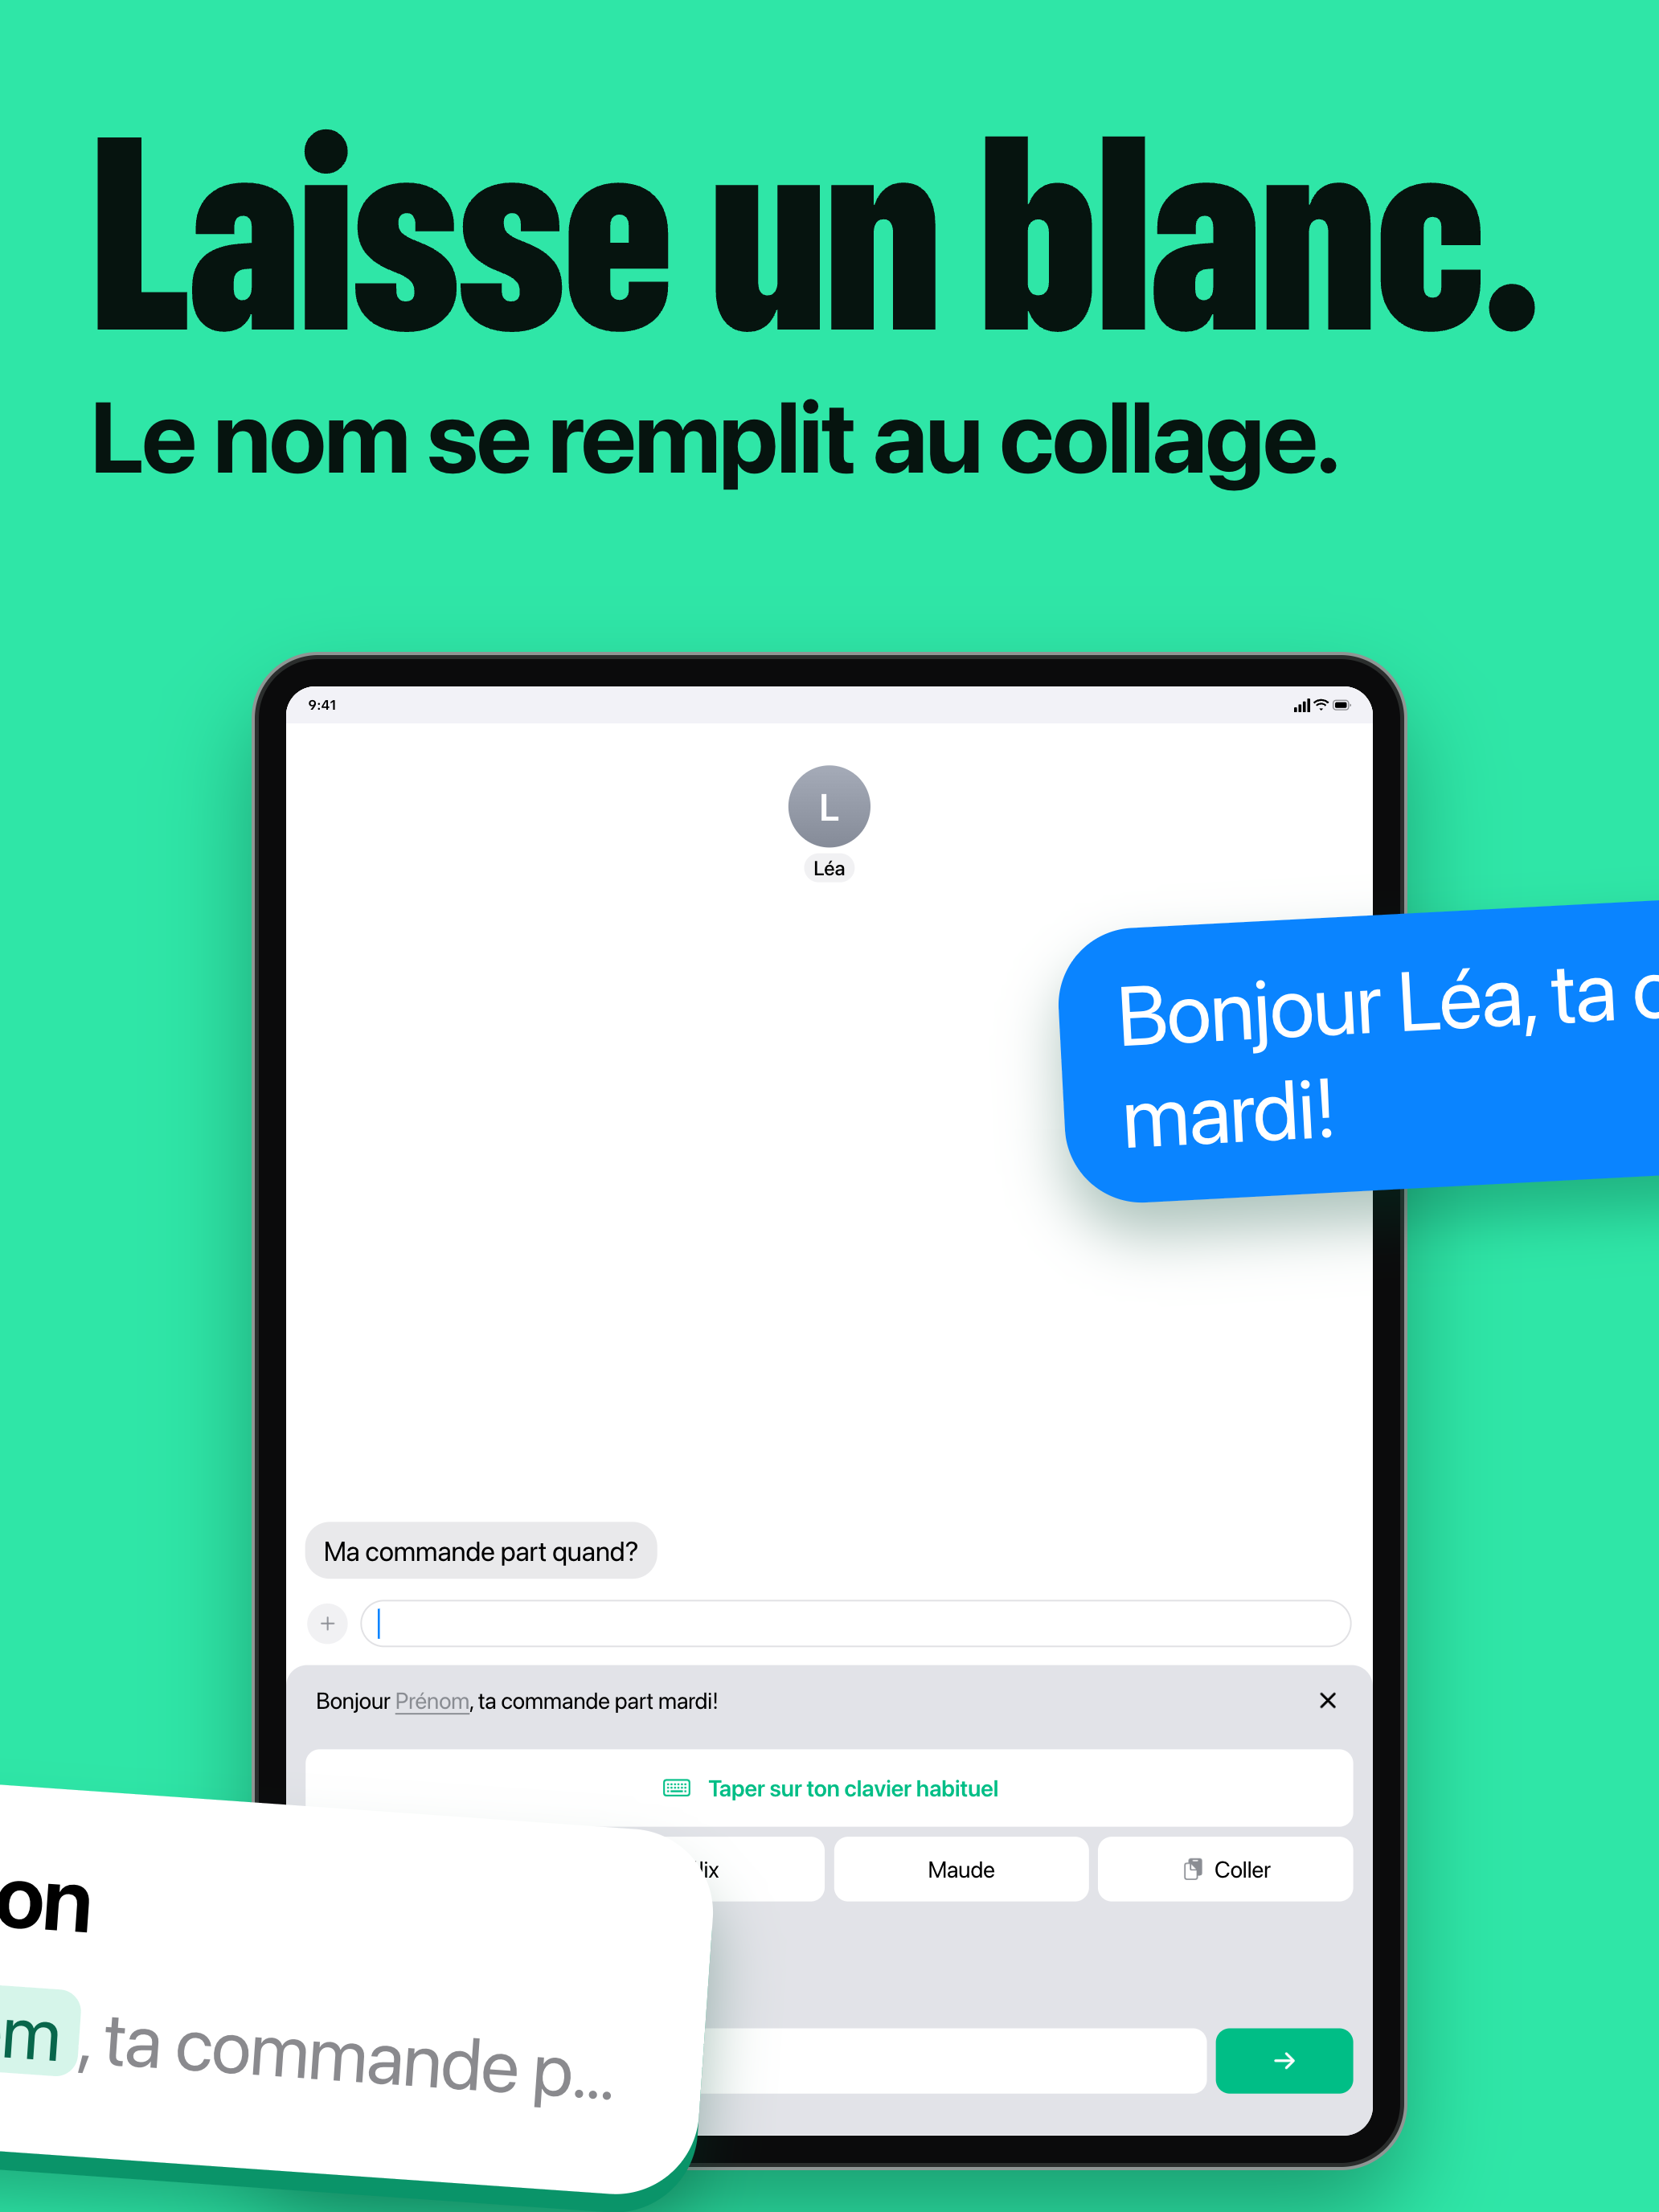 Laisse un blanc.
Le nom se remplit au collage.
9:41
L
Léa
Bonjour Léa, ta
mardi!
Ma commande part quand?
Bonjour Prénom, ta commande part mardi!
Taper sur ton clavier habituel
Maude
Coller
, ta commande p...